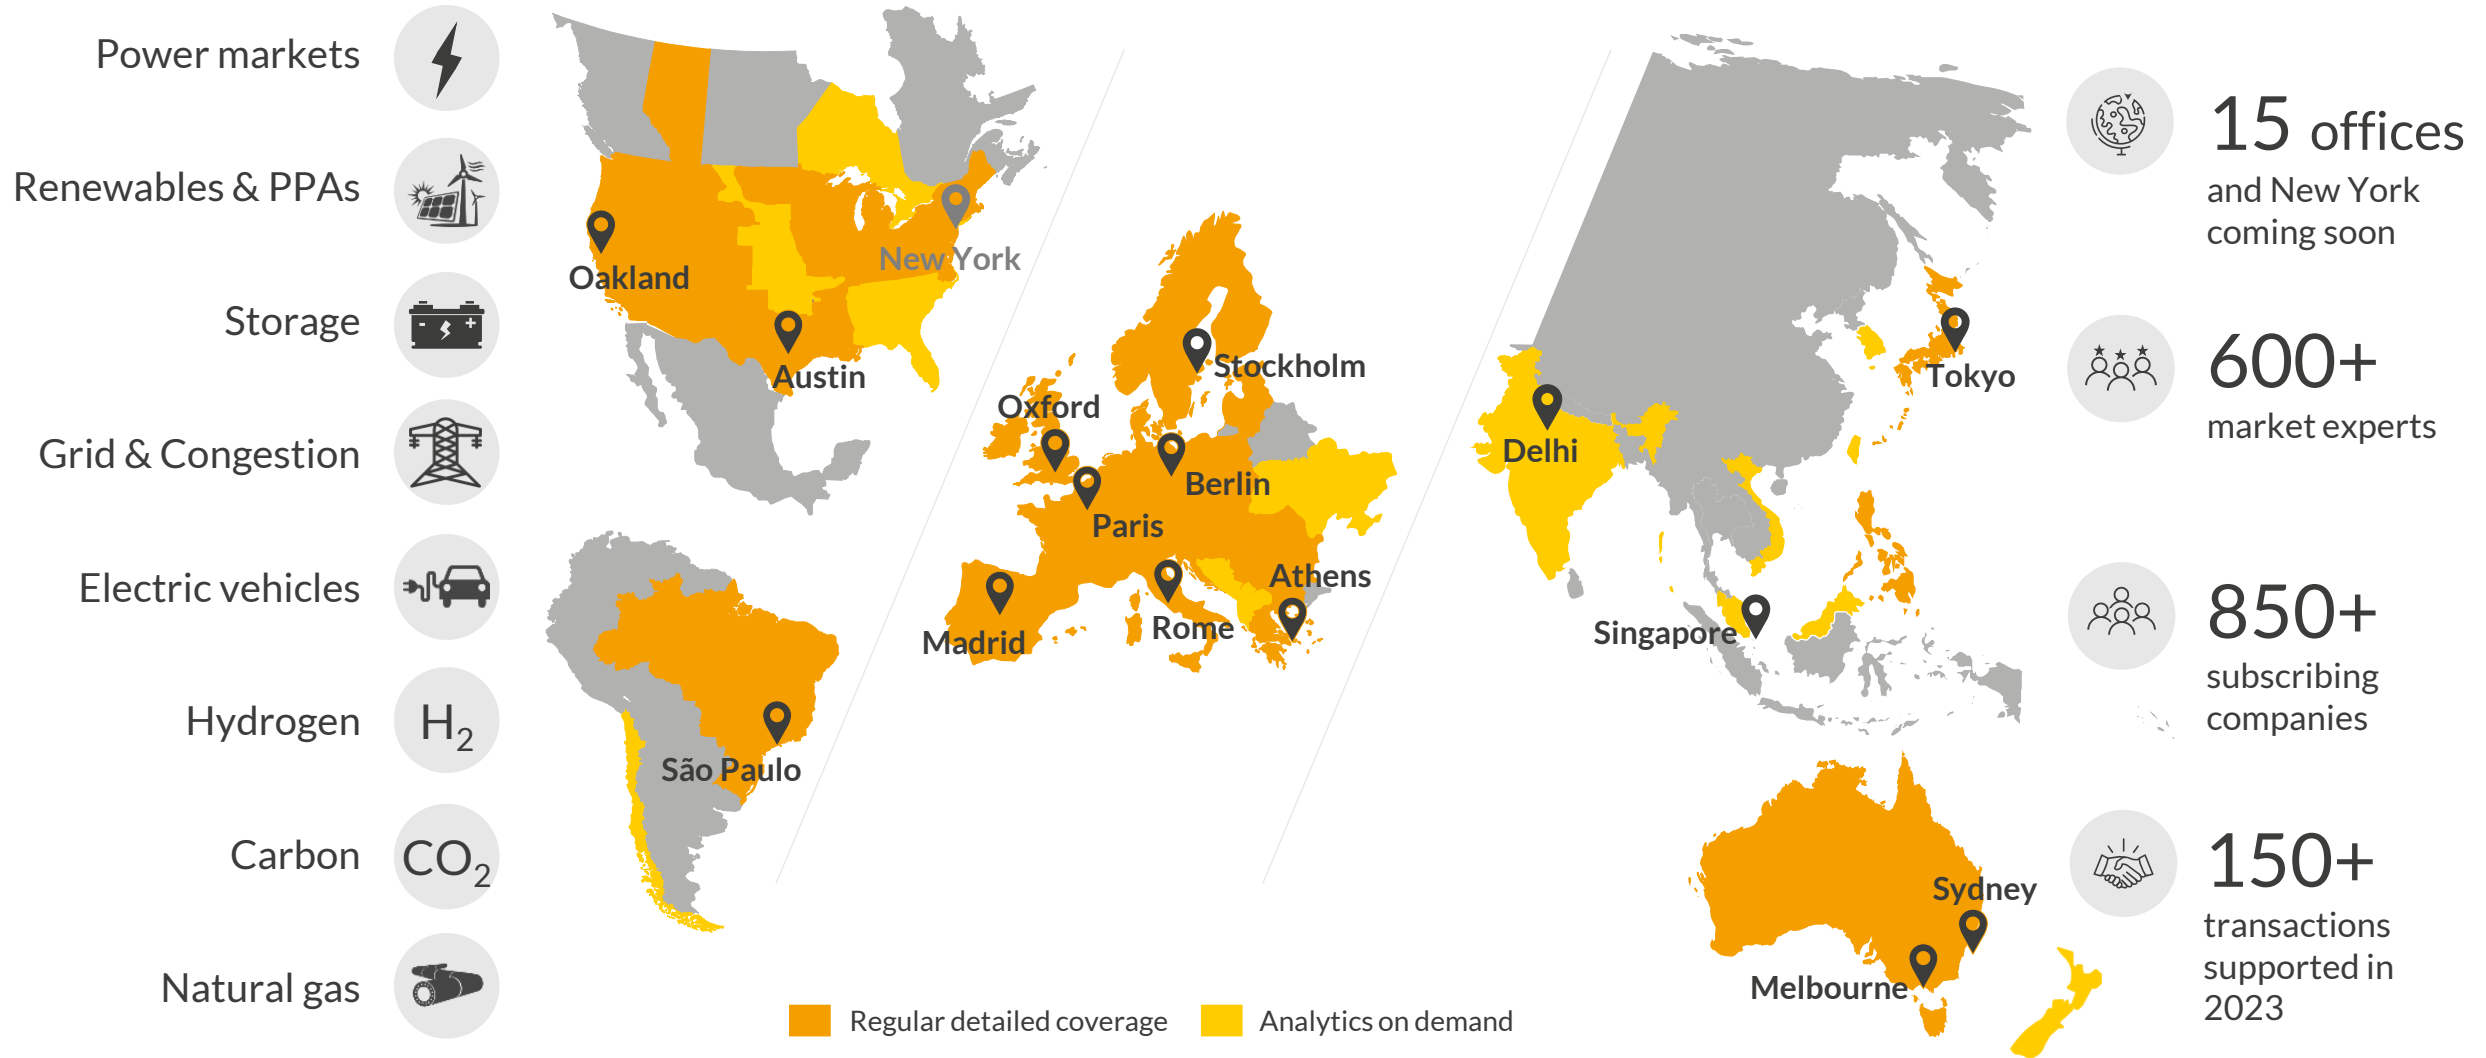 Power markets
Renewables & PPAs
Storage
Grid & Congestion
Electric vehicles
H2
Hydrogen
CO2
Carbon
Natural gas
Oakland
New York
Austin
São Paulo
Stockholm
Oxford
Berlin
Paris
Athens
Madrid
Rome
Tokyo
Delhi
Singapore
Sydney
Melbourne
Regular detailed coverage
Analytics on demand
15 offices
and New York
coming soon
600+
market experts
850+
subscribing
companies
150+
transactions
supported in
2023